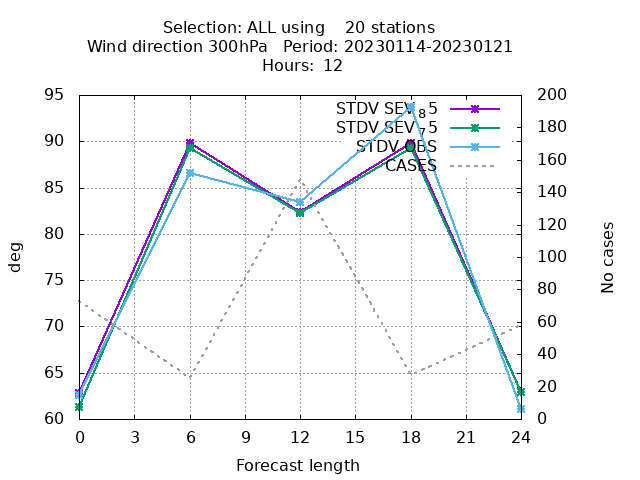 Selection: ALL using    20 stations
Wind direction 300hPa   Period: 20230114-20230121
Hours:  12
95
90
85
80
75
70
65
60
200
180
160
140
120
100
80
60
40
20
0
deg
No cases
STDV SEV₈5
STDV SEV₇5
STDV OBS
CASES
0 3 6 9 12 15 18 21 24
Forecast length